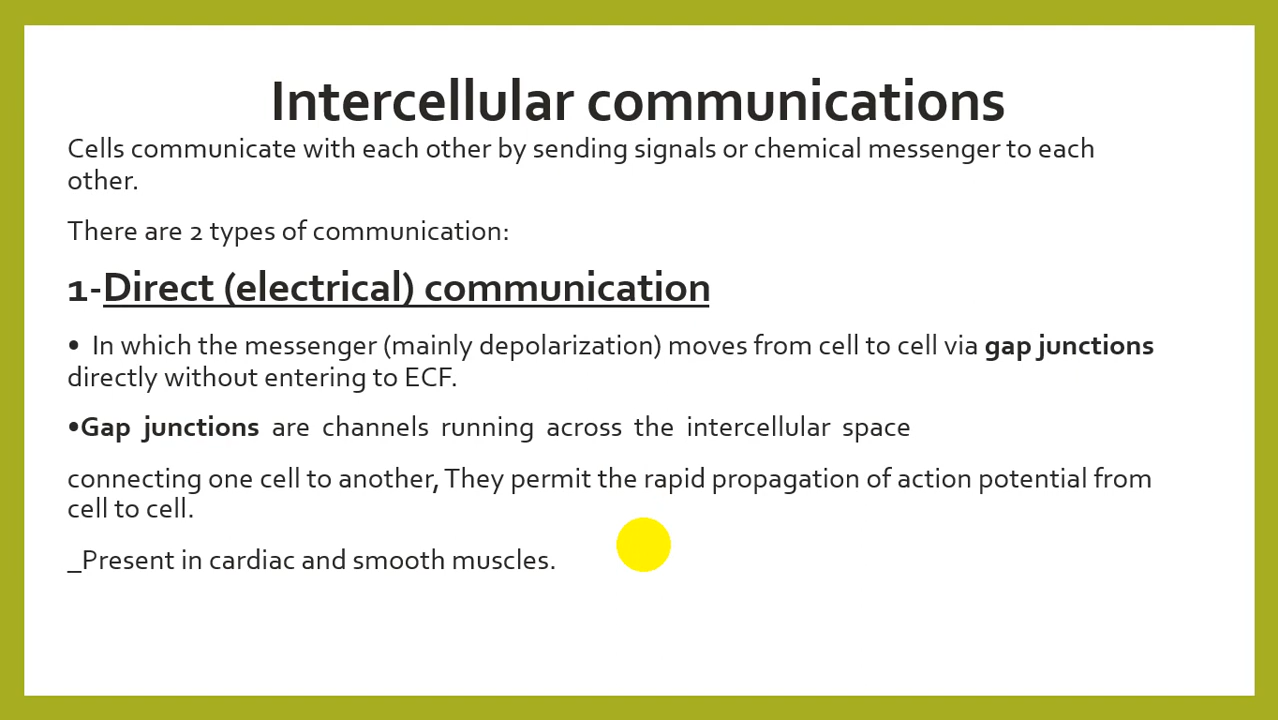 Intercellular communications
Cells communicate with each other by sending signals or chemical messenger to each
other.
There are 2 types of communication:
1-Direct (electrical) communication
• In which the messenger (mainly depolarization) moves from cell to cell via gap junctions
directly without entering to ECF.
•Gap junctions are channels running across the intercellular space
connecting one cell to another, They permit the rapid propagation of action potential from
cell to cell.
_Present in cardiac and smooth muscles.